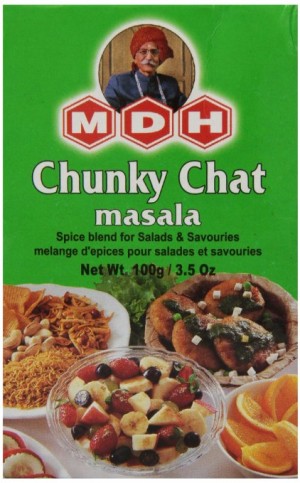 MDH
Chunky Chat
masala
Spice blend for Salads & Savouries
melange d'epices pour salades et savouries
Net Wt. 100g / 3.5 Oz